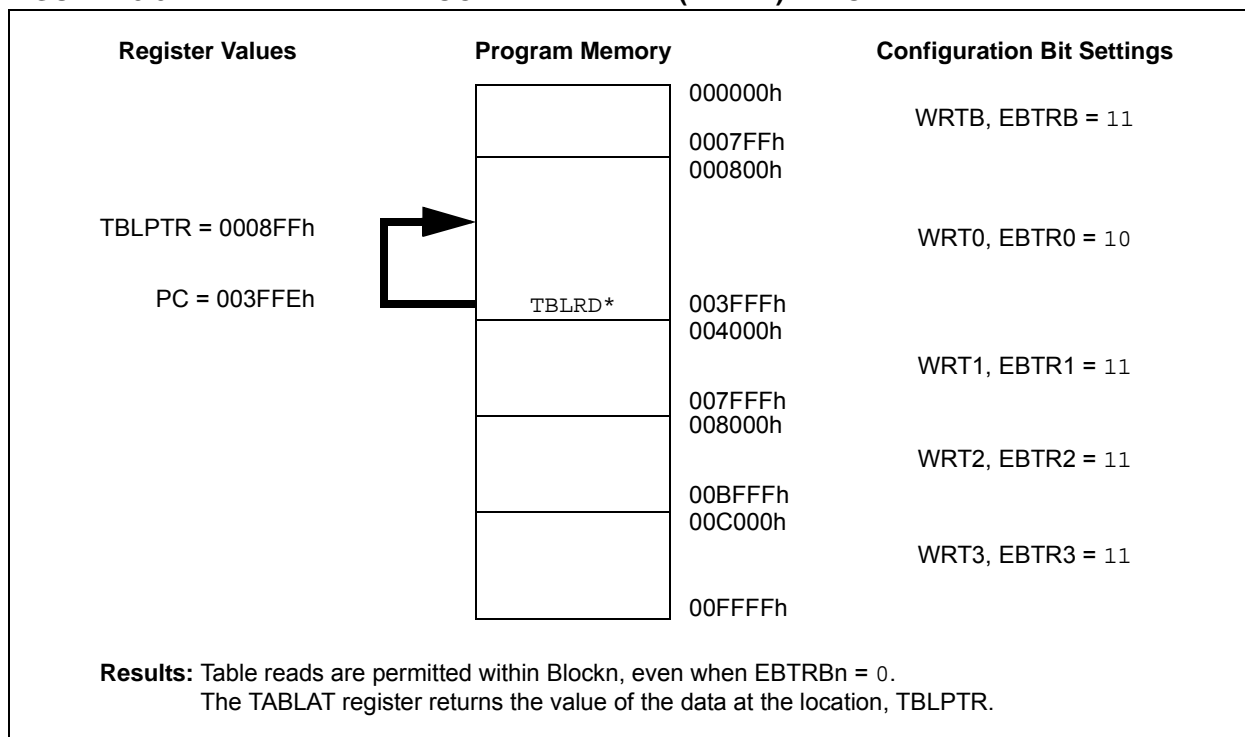 Register Values Program Memory Configuration Bit Settings
000000h
WRTB, EBTRB = 11
0007FFh
000800h
TBLPTR = 0008FFh
WRT0, EBTR0 = 10
PC = 003FFEh TBLRD* 003FFFh
004000h
WRT1, EBTR1 = 11
007FFFh
008000h
WRT2, EBTR2 = 11
00BFFFh
00C000h
WRT3, EBTR3 = 11
00FFFFh
Results: Table reads are permitted within Blockn, even when EBTRBn = 0.
The TABLAT register returns the value of the data at the location, TBLPTR.